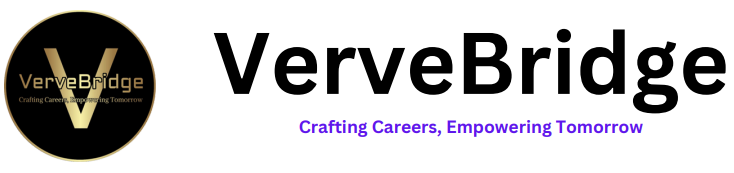 V
VerveBridge
Crafting Careers, Empowering Tomorrow
VerveBridge
Crafting Careers, Empowering Tomorrow